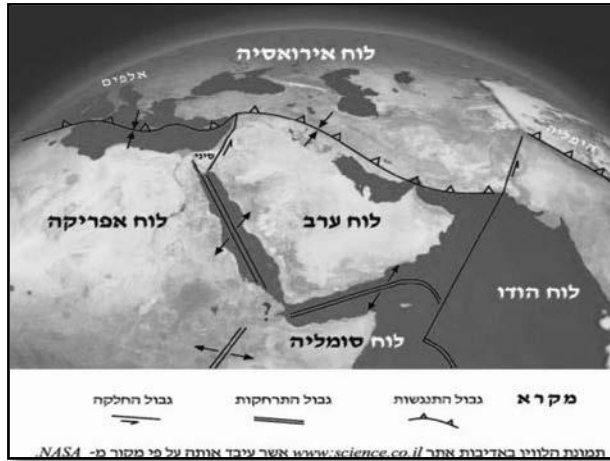 לוח אירואסיה
אלפים
הימליה
סיני
לוח אפריקה
לוח ערב
לוח הודו
?
לוח סומליה
מקרא
גבול התנגשות
גבול התרחקות
גבול החלקה
תמונת הלוויין באדיבות אתר www:science.co.il אשר עיבד אותה על פי מקור מ- NASA.